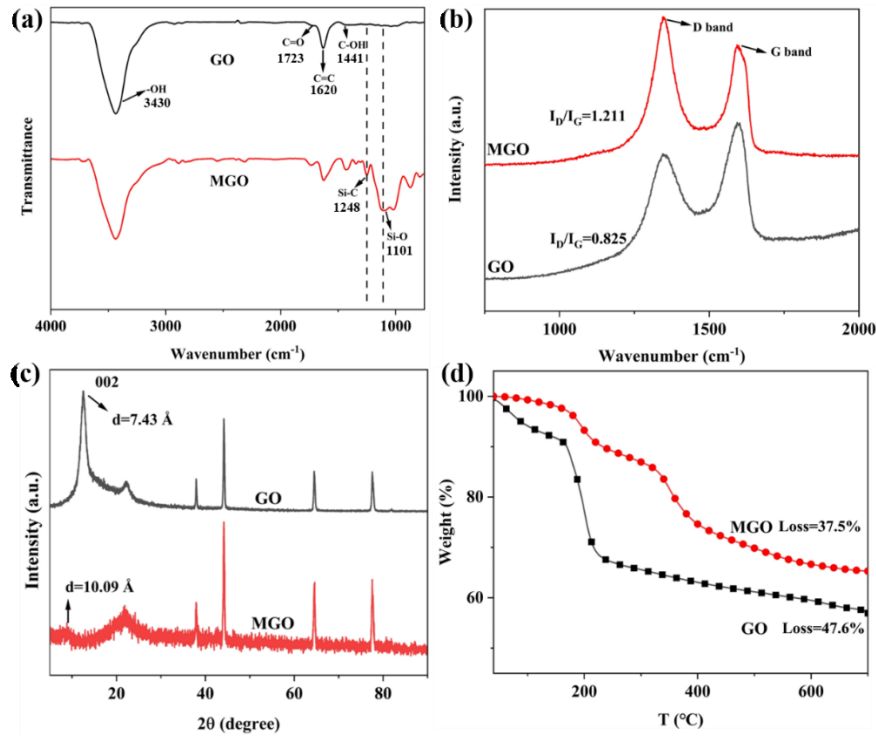 (a)
C=O
1723
C-OH
1441
GO
C=C
1620
-OH
3430
MGO
Si-C
1248
Si-O
1101
Transmittance
4000
3000
2000
1000
Wavenumber (cm⁻¹)
(b)
D band
G band
I_D/I_G=1.211
MGO
I_D/I_G=0.825
GO
Intensity (a.u.)
1000
1500
2000
Wavenumber (cm⁻¹)
(c)
002
d=7.43 Å
GO
d=10.09 Å
MGO
Intensity (a.u.)
20
40
60
80
2θ (degree)
(d)
100
80
60
Weight (%)
MGO Loss=37.5%
GO Loss=47.6%
200
400
600
T (℃)